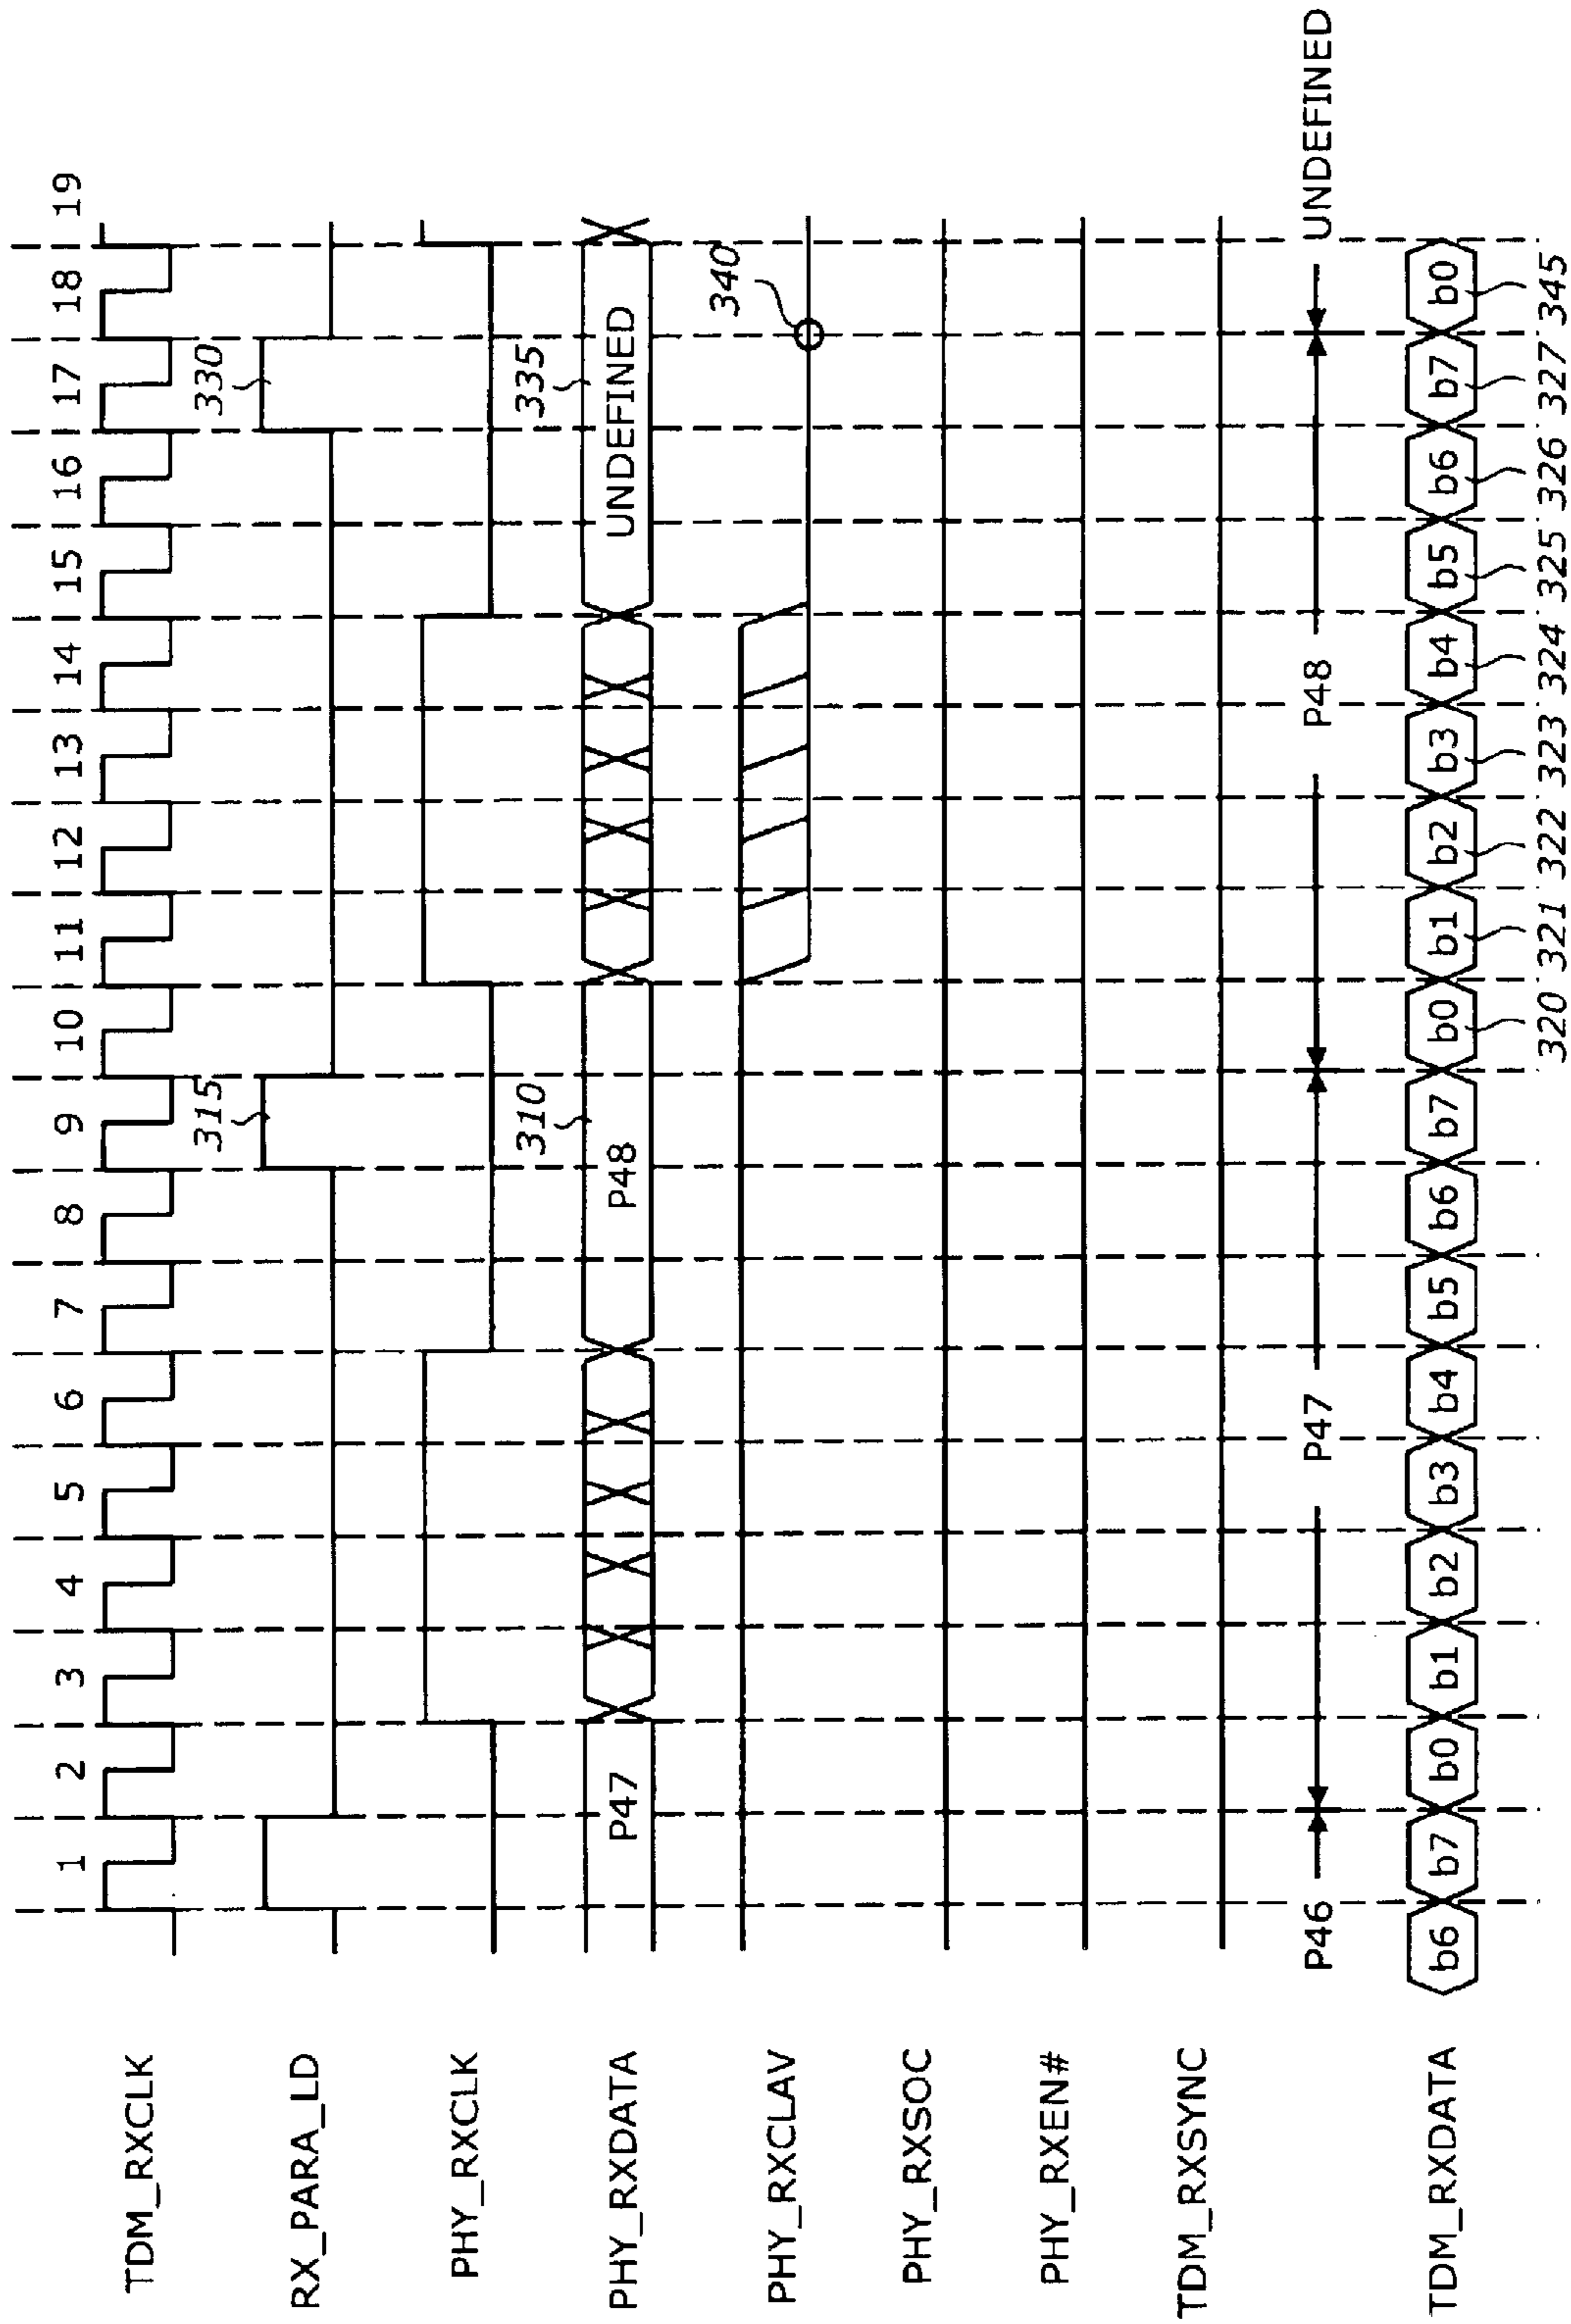 1 2 3 4 5 6 7 8 9 10 11 12 13 14 15 16 17 18 19
TDM_RXCLK
RX_PARA_LD 315 330
PHY_RXCLK
310 335
PHY_RXDATA P47 P48 UNDEFINED
340
PHY_RXCLAV
PHY_RXSOC
PHY_RXEN#
TDM_RXSYNC
P46 P47 P48 UNDEFINED
TDM_RXDATA b6 b7 b0 b1 b2 b3 b4 b5 b6 b7 b0 b1 b2 b3 b4 b5 b6 b7 b0
320 321 322 323 324 325 326 327 345